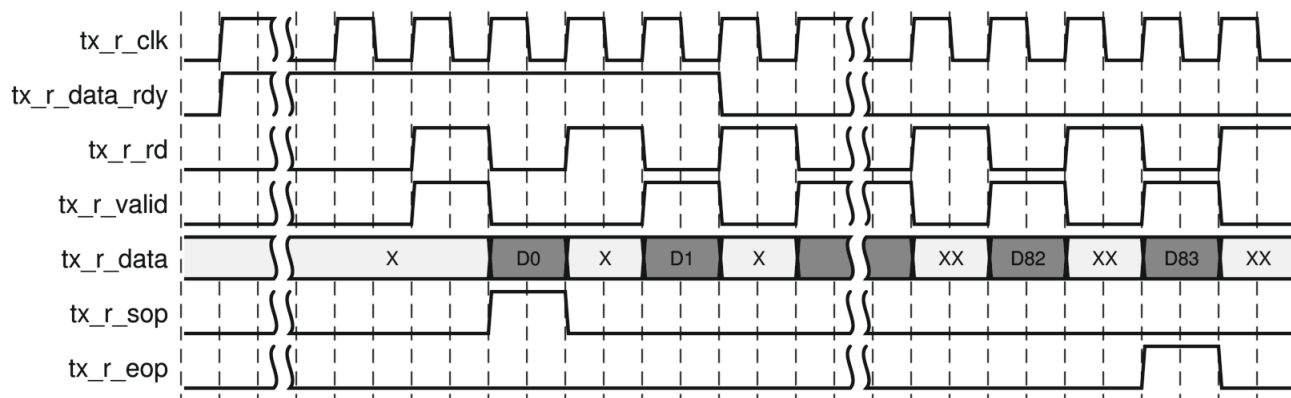 tx_r_clk
tx_r_data_rdy
tx_r_rd
tx_r_valid
tx_r_data X D0 X D1 X XX D82 XX D83 XX
tx_r_sop
tx_r_eop